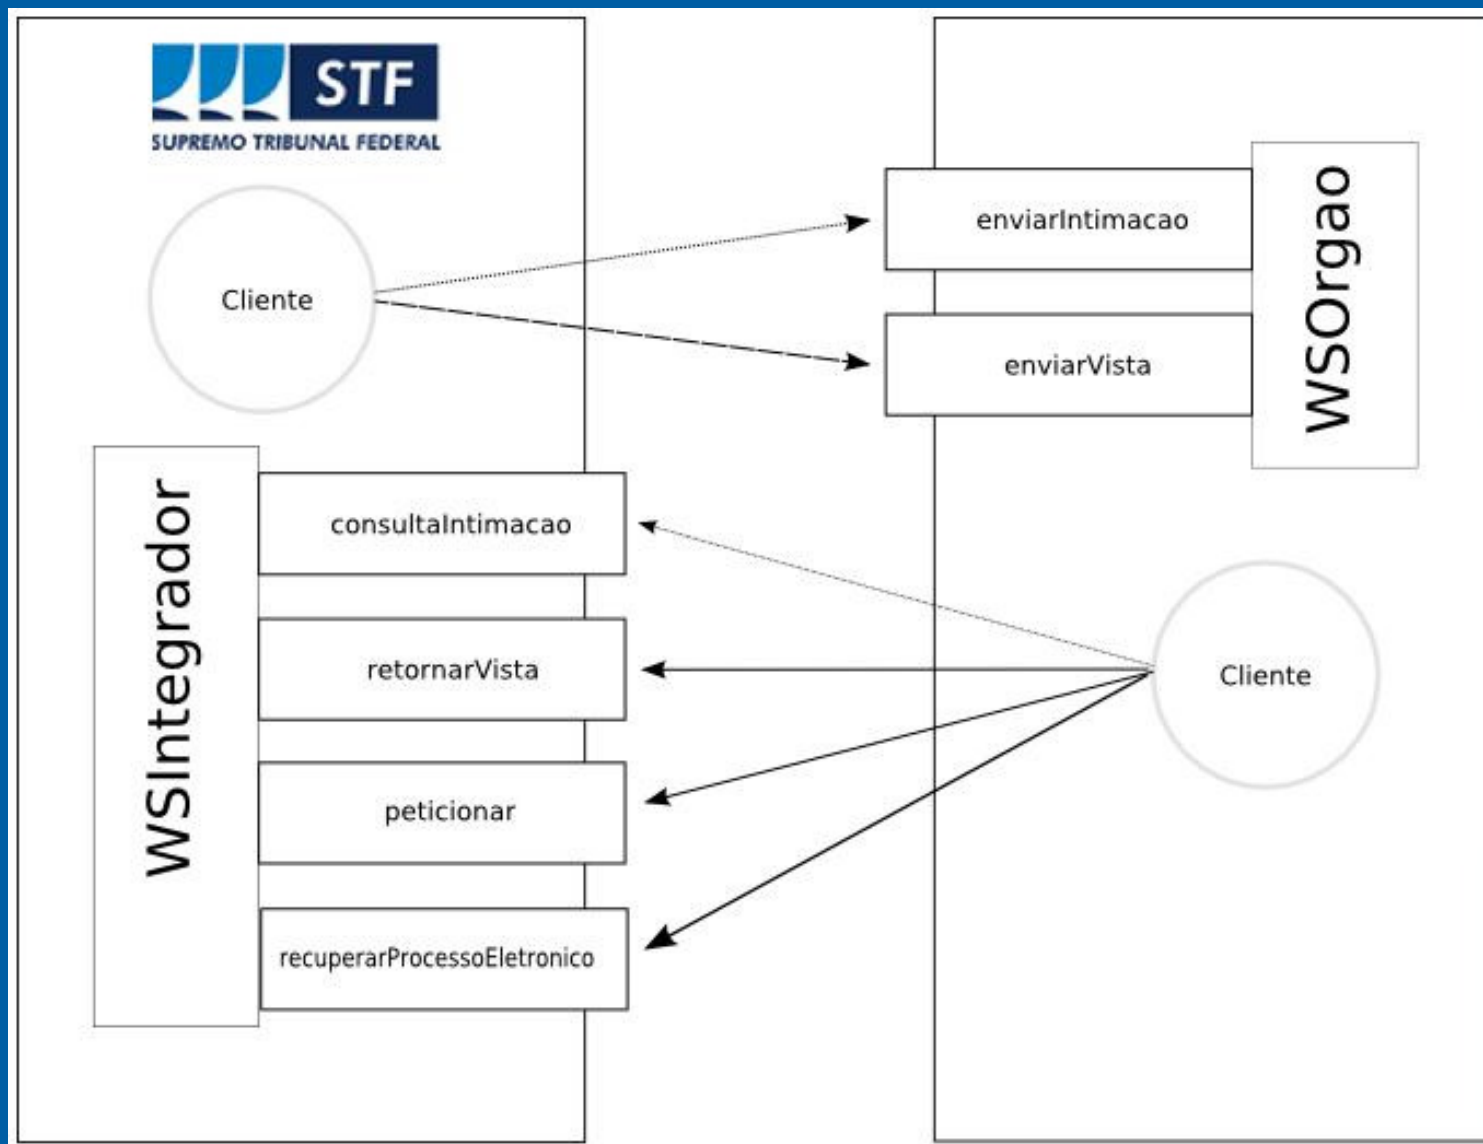 STF
SUPREMO TRIBUNAL FEDERAL
Cliente
enviarIntimacao
enviarVista
WSOrgao
WSIntegrador
consultaIntimacao
retornarVista
peticionar
recuperarProcessoEletronico
Cliente